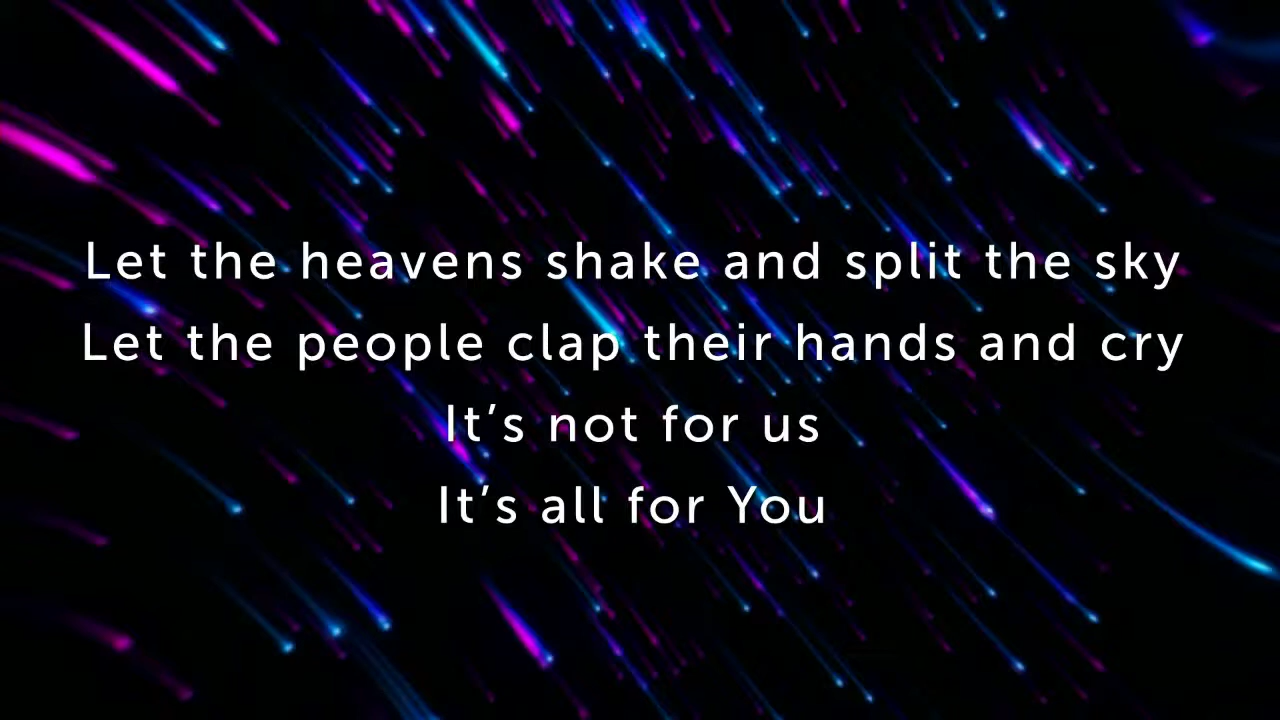 Let the heavens shake and split the sky
Let the people clap their hands and cry
It’s not for us
It’s all for You